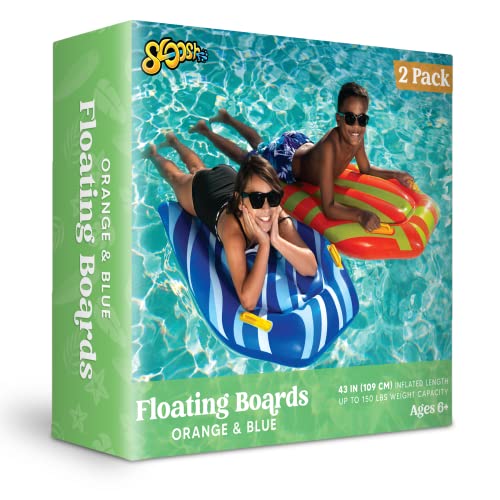 SLOOSH
2 Pack
ORANGE & BLUE
Floating Boards
Floating Boards
ORANGE & BLUE
43 IN (109 CM) INFLATED LENGTH
UP TO 150 LBS WEIGHT CAPACITY
Ages 6+